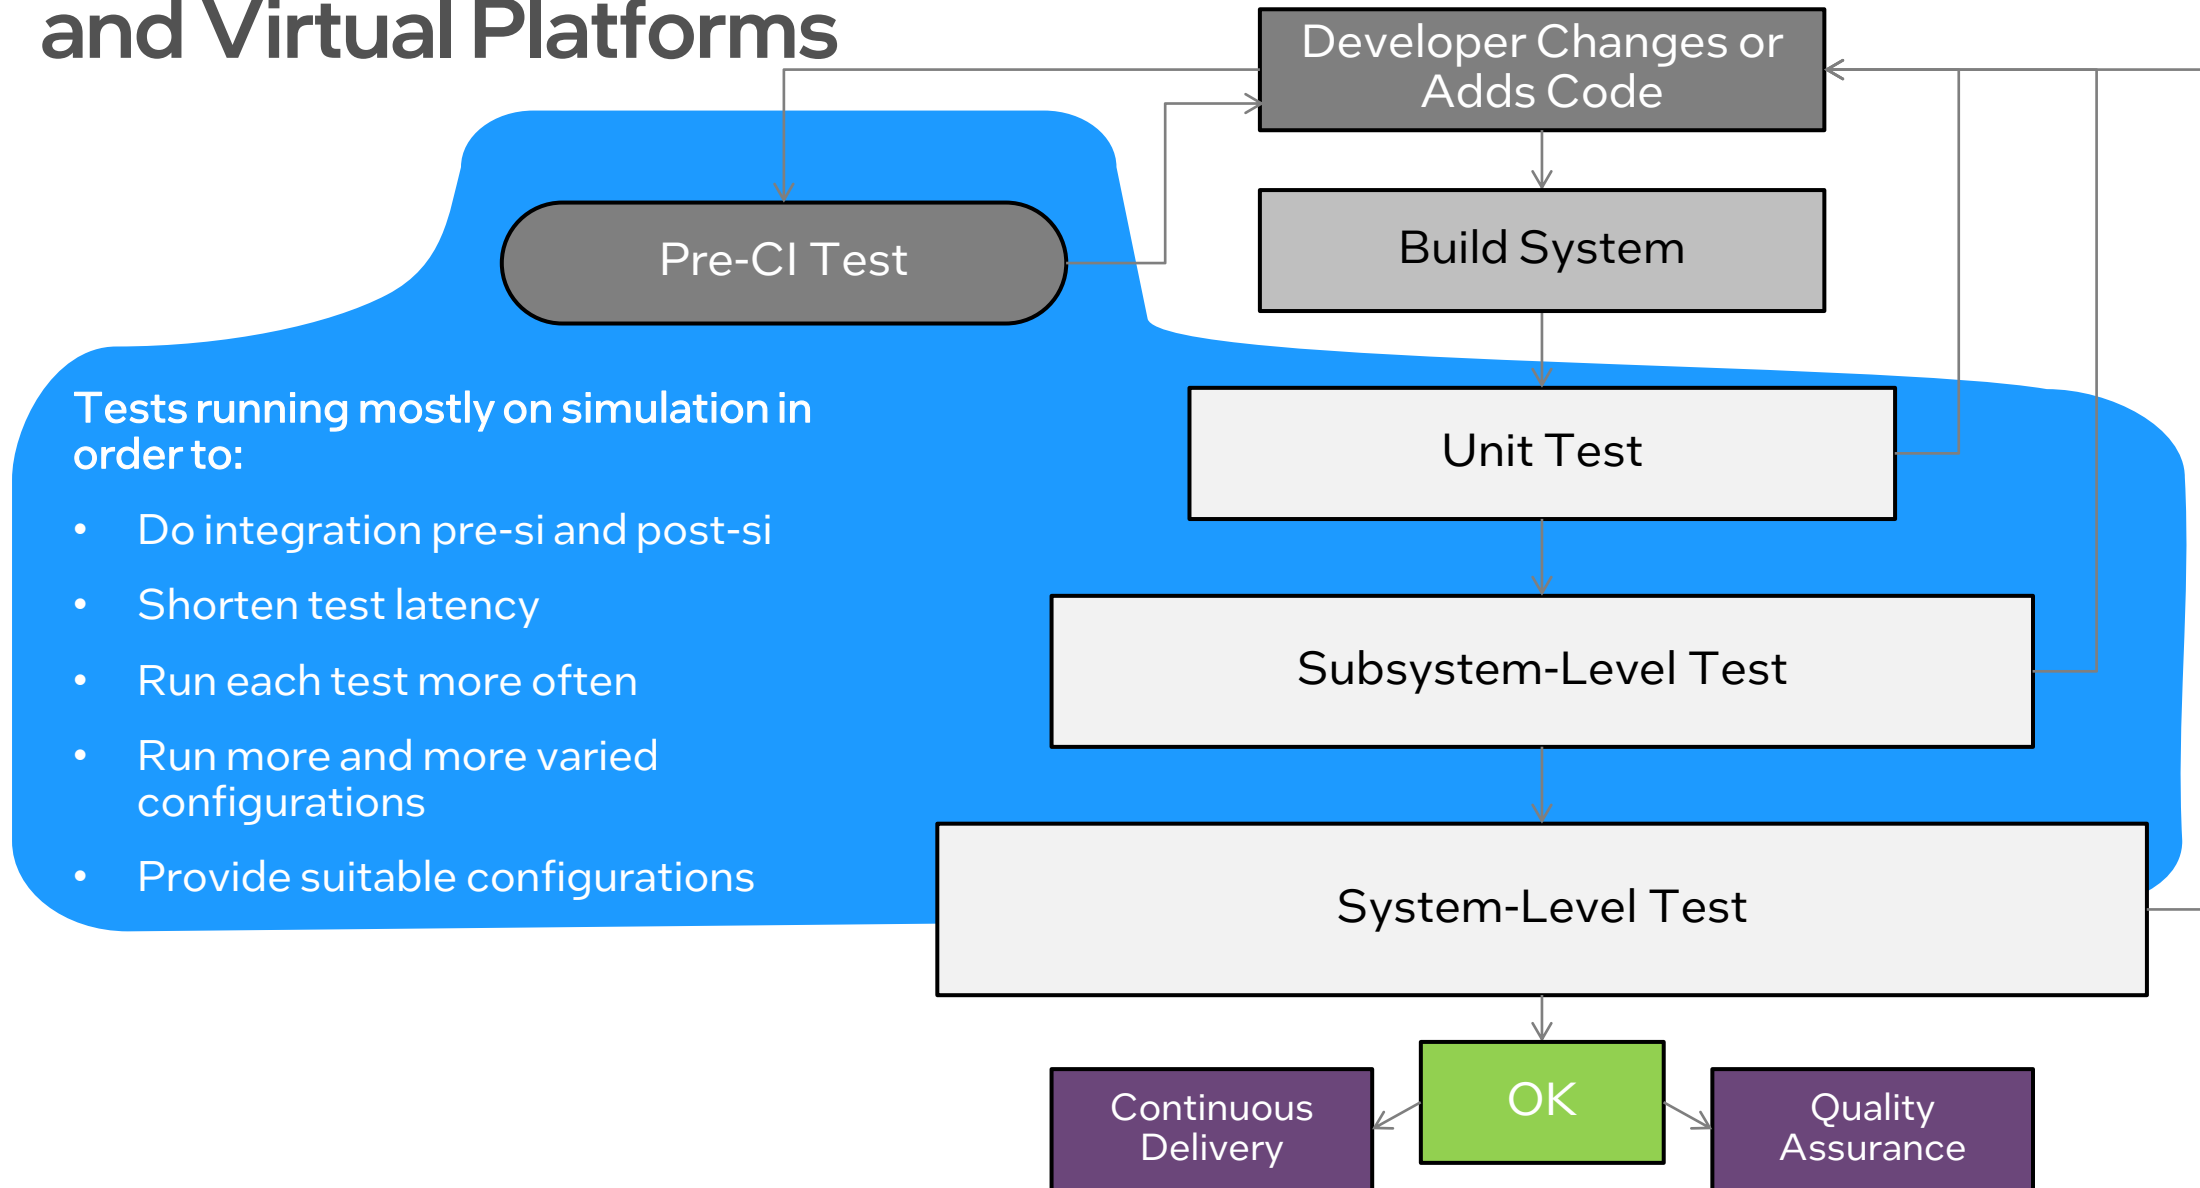 and Virtual Platforms
Developer Changes or
Adds Code
Pre-CI Test
Build System
Tests running mostly on simulation in
order to:
• Do integration pre-si and post-si
• Shorten test latency
• Run each test more often
• Run more and more varied
configurations
• Provide suitable configurations
Unit Test
Subsystem-Level Test
System-Level Test
OK
Continuous
Delivery
Quality
Assurance